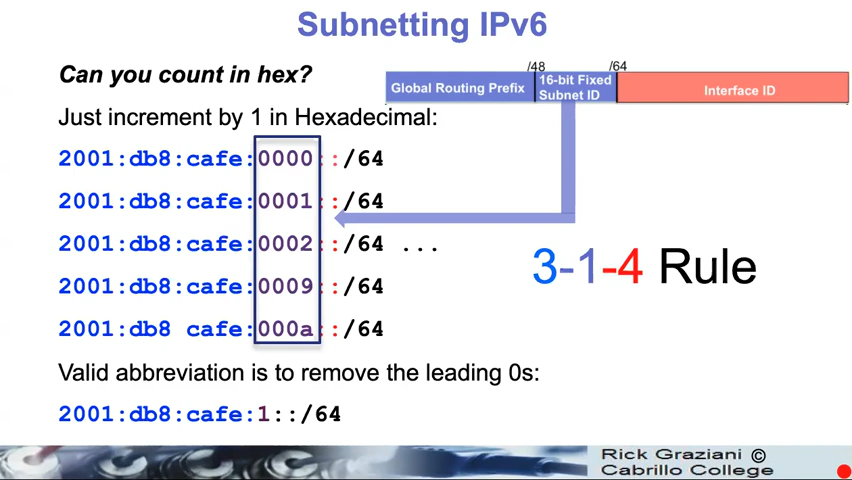 Subnetting IPv6
Can you count in hex?
/48 /64
Global Routing Prefix
16-bit Fixed
Subnet ID
Interface ID
Just increment by 1 in Hexadecimal:
2001:db8:cafe:0000::/64
2001:db8:cafe:0001::/64
2001:db8:cafe:0002::/64 ...
2001:db8:cafe:0009::/64
2001:db8 cafe:000a::/64
3-1-4 Rule
Valid abbreviation is to remove the leading 0s:
2001:db8:cafe:1::/64
Rick Graziani ©
Cabrillo College